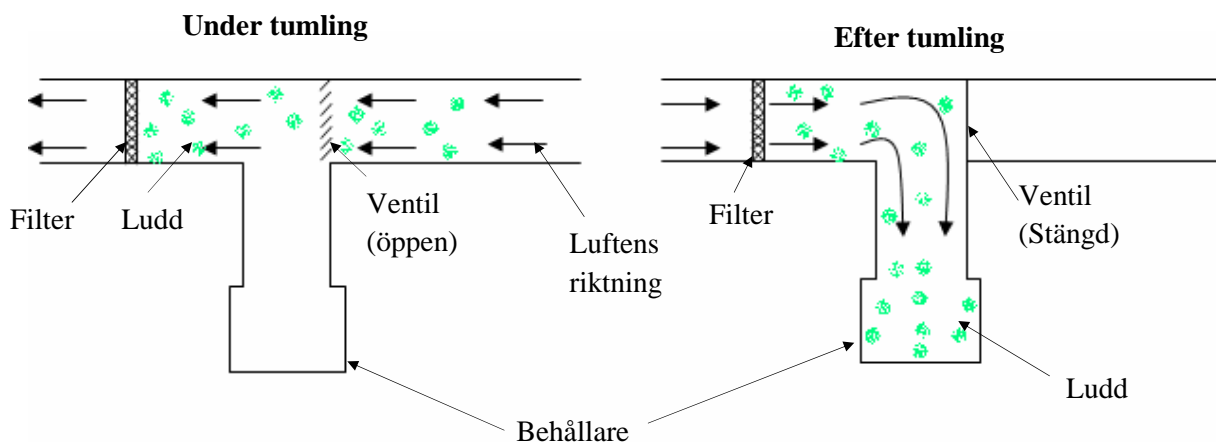 Under tumling
Efter tumling
Filter
Ludd
Ventil
(öppen)
Luftens
riktning
Filter
Ventil
(Stängd)
Ludd
Behållare